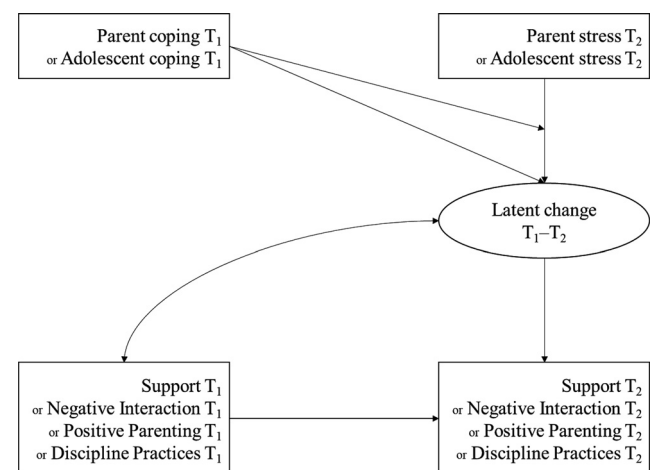 Parent coping T₁
or Adolescent coping T₁
Parent stress T₂
or Adolescent stress T₂
Latent change
T₁–T₂
Support T₁
or Negative Interaction T₁
or Positive Parenting T₁
or Discipline Practices T₁
Support T₂
or Negative Interaction T₂
or Positive Parenting T₂
or Discipline Practices T₂